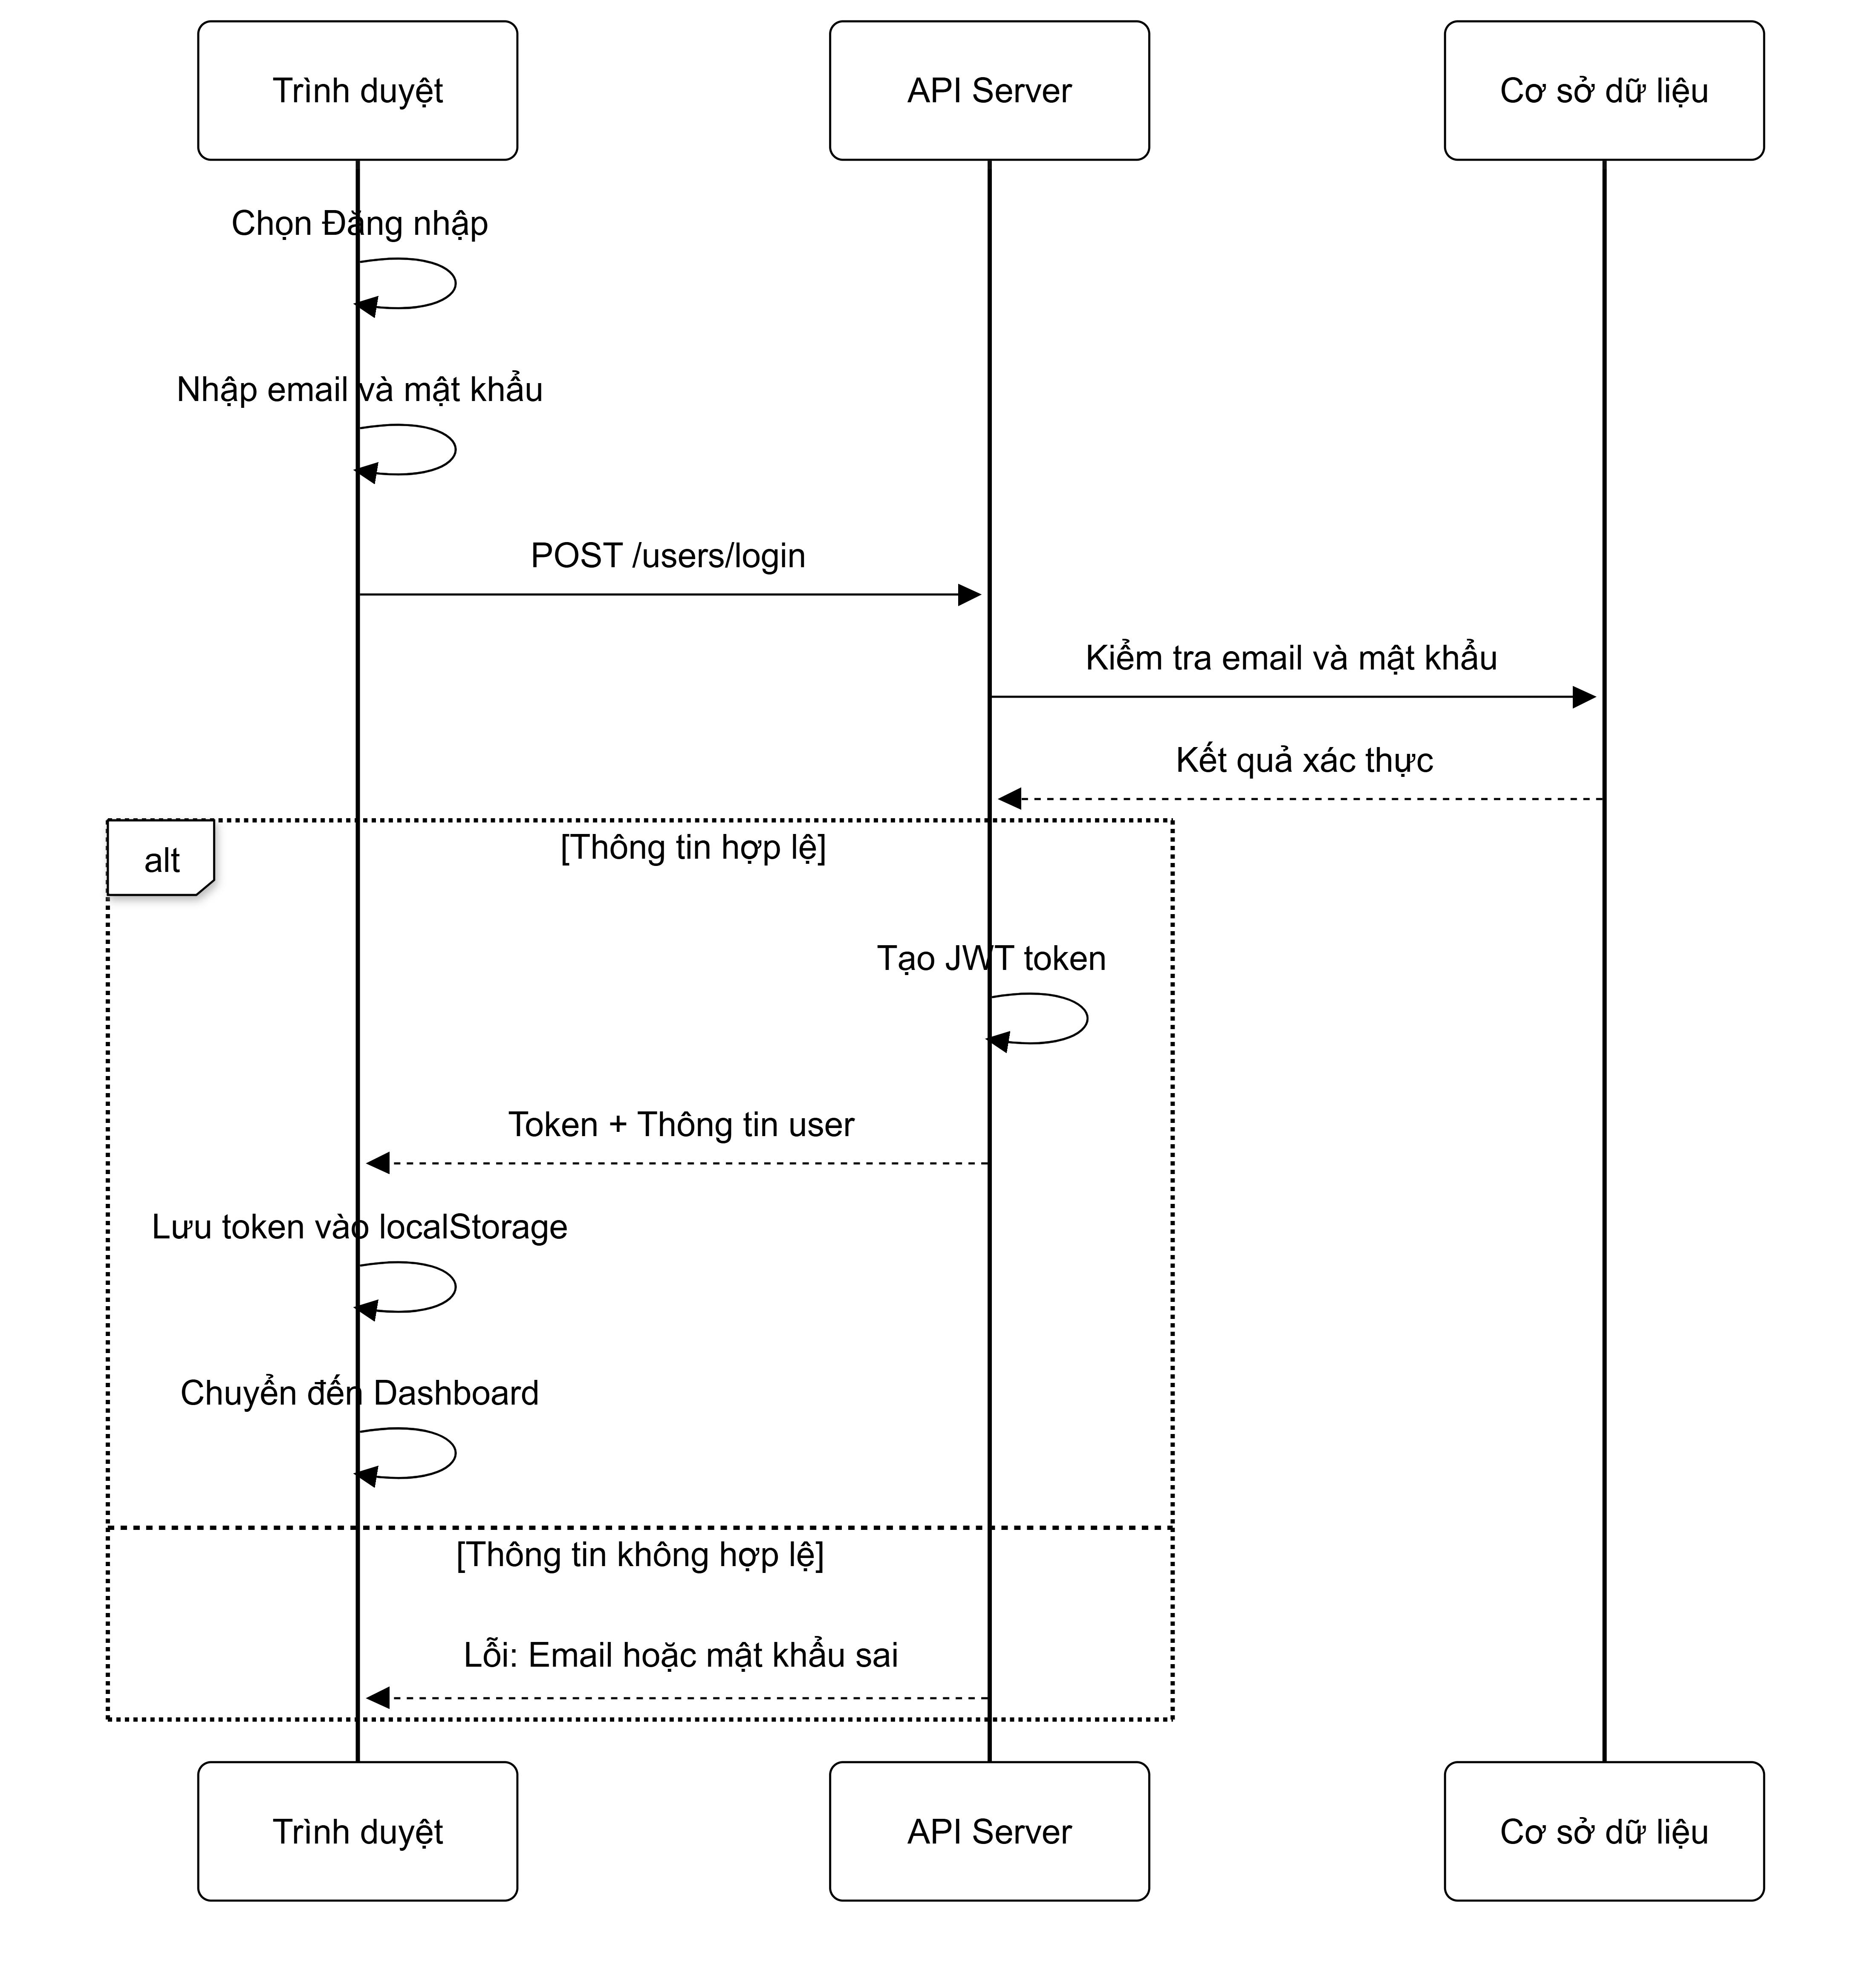 Trình duyệt
API Server
Cơ sở dữ liệu
Chọn Đăng nhập
Nhập email và mật khẩu
POST /users/login
Kiểm tra email và mật khẩu
Kết quả xác thực
alt
[Thông tin hợp lệ]
Tạo JWT token
Token + Thông tin user
Lưu token vào localStorage
Chuyển đến Dashboard
[Thông tin không hợp lệ]
Lỗi: Email hoặc mật khẩu sai
Trình duyệt
API Server
Cơ sở dữ liệu